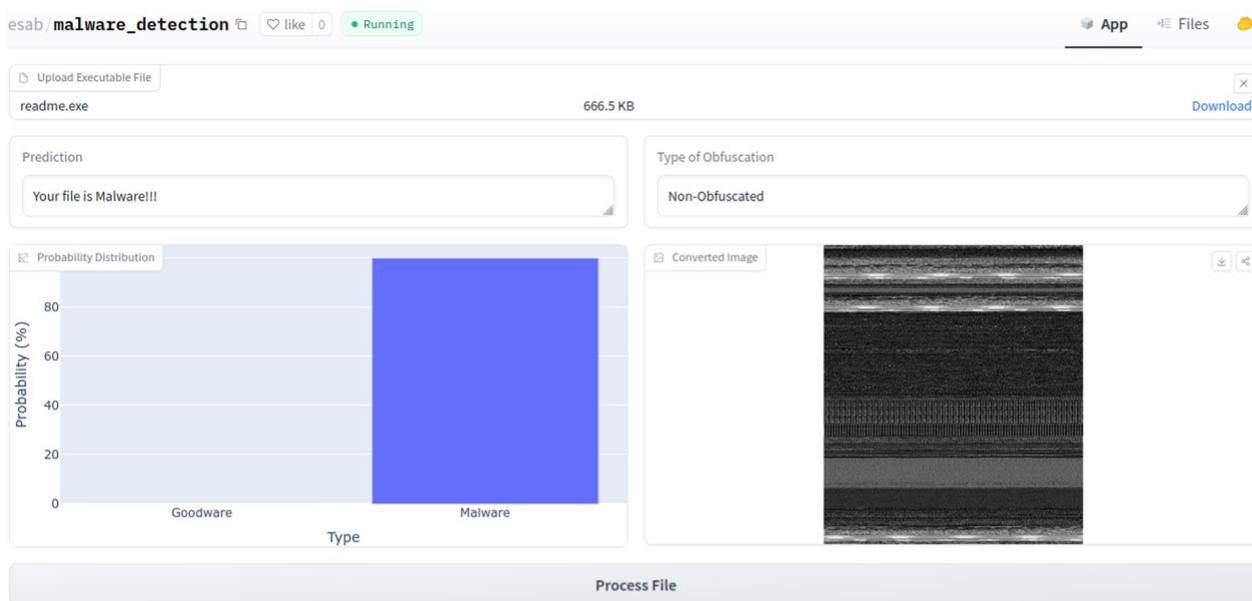 esab/malware_detection like 0 Running App Files
Upload Executable File
readme.exe 666.5 KB Download
Prediction
Your file is Malware!!!
Type of Obfuscation
Non-Obfuscated
Probability Distribution
80
60
40
20
0
Probability (%)
Goodware Malware
Type
Converted Image
Process File